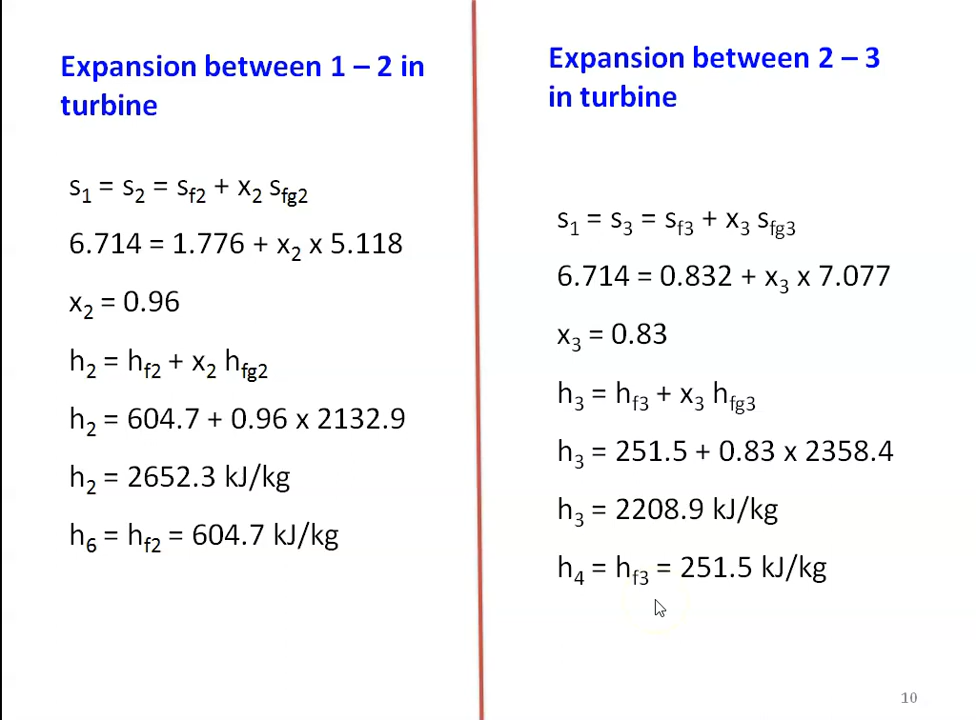 Expansion between 1 – 2 in
turbine
s1 = s2 = sf2 + x2 sfg2
6.714 = 1.776 + x2 x 5.118
x2 = 0.96
h2 = hf2 + x2 hfg2
h2 = 604.7 + 0.96 x 2132.9
h2 = 2652.3 kJ/kg
h6 = hf2 = 604.7 kJ/kg
Expansion between 2 – 3
in turbine
s1 = s3 = sf3 + x3 sfg3
6.714 = 0.832 + x3 x 7.077
x3 = 0.83
h3 = hf3 + x3 hfg3
h3 = 251.5 + 0.83 x 2358.4
h3 = 2208.9 kJ/kg
h4 = hf3 = 251.5 kJ/kg
10